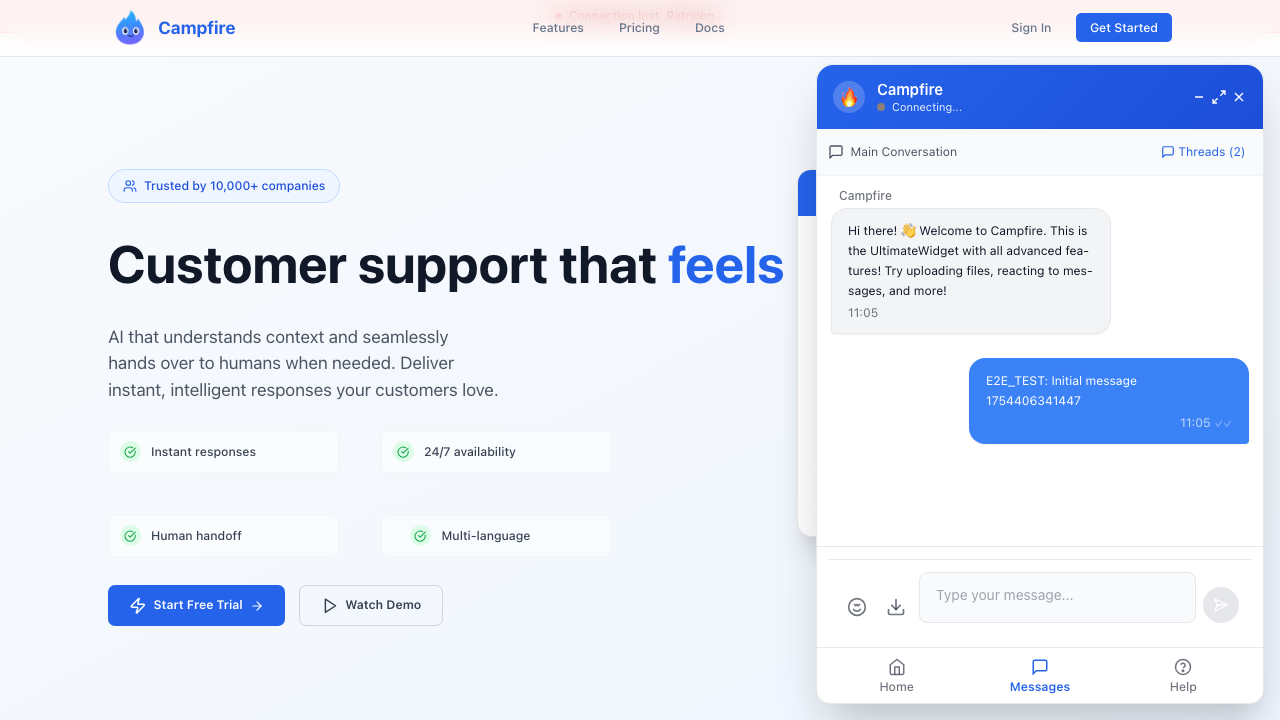 Connection lost. Retrying...
Campfire
Features
Pricing
Docs
Sign In
Get Started
Trusted by 10,000+ companies
Customer support that feels
AI that understands context and seamlessly
hands over to humans when needed. Deliver
instant, intelligent responses your customers love.
Instant responses
24/7 availability
Human handoff
Multi-language
Start Free Trial
Watch Demo
Campfire
Connecting...
Main Conversation
Threads (2)
Campfire
Hi there! 👋 Welcome to Campfire. This is
the UltimateWidget with all advanced fea-
tures! Try uploading files, reacting to mes-
sages, and more!
11:05
E2E_TEST: Initial message
1754406341447
11:05 ✓✓
Type your message...
Home
Messages
Help